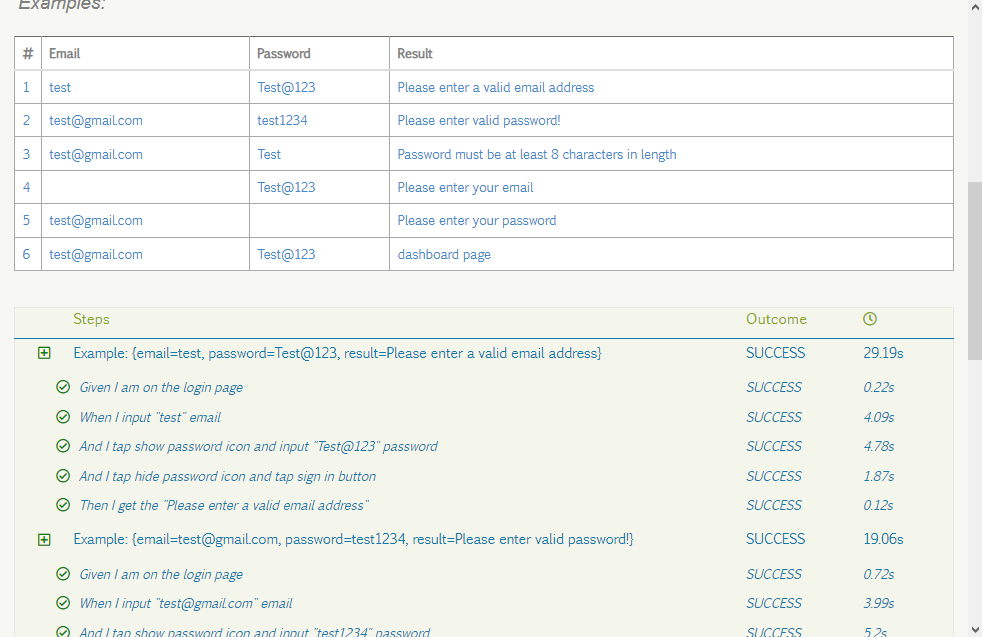 Examples:
# Email Password Result
1 test Test@123 Please enter a valid email address
2 test@gmail.com test1234 Please enter valid password!
3 test@gmail.com Test Password must be at least 8 characters in length
4 Test@123 Please enter your email
5 test@gmail.com Please enter your password
6 test@gmail.com Test@123 dashboard page
Steps Outcome
Example: {email=test, password=Test@123, result=Please enter a valid email address} SUCCESS 29.19s
Given I am on the login page SUCCESS 0.22s
When I input "test" email SUCCESS 4.09s
And I tap show password icon and input "Test@123" password SUCCESS 4.78s
And I tap hide password icon and tap sign in button SUCCESS 1.87s
Then I get the "Please enter a valid email address" SUCCESS 0.12s
Example: {email=test@gmail.com, password=test1234, result=Please enter valid password!} SUCCESS 19.06s
Given I am on the login page SUCCESS 0.72s
When I input "test@gmail.com" email SUCCESS 3.99s
And I tap show password icon and input "test1234" password SUCCESS 5.2s